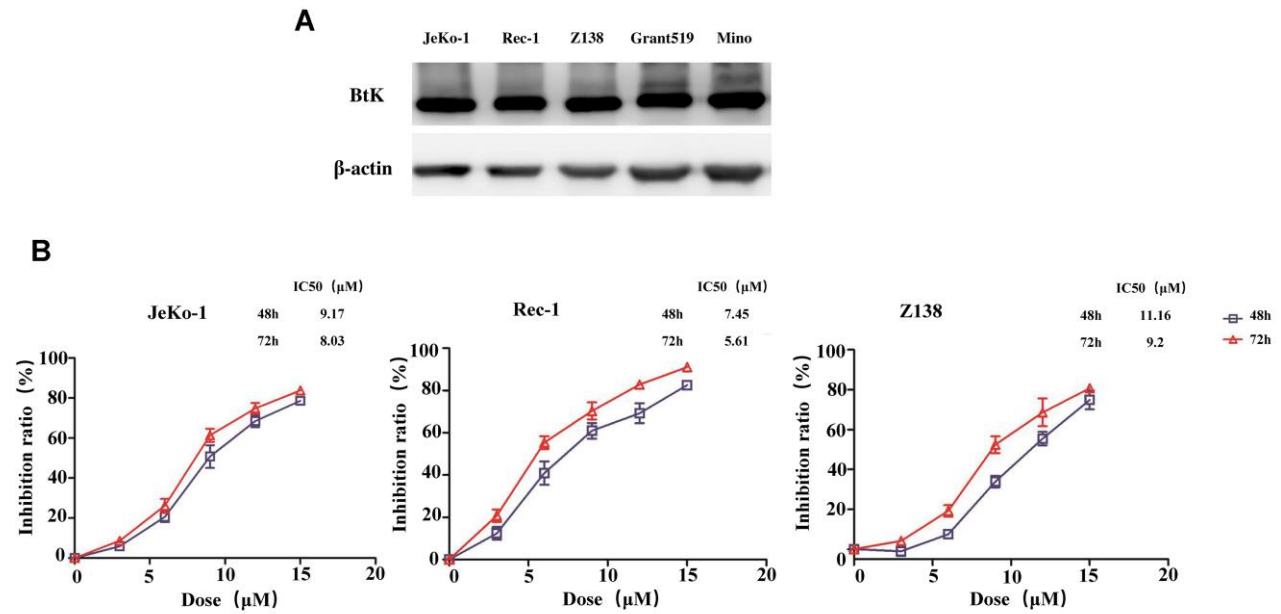 A
JeKo-1 Rec-1 Z138 Grant519 Mino
BtK
β-actin
B
JeKo-1
IC50 (μM)
48h 9.17
72h 8.03
Inhibition ratio (%)
100
80
60
40
20
0
0 5 10 15 20
Dose (μM)
Rec-1
IC50 (μM)
48h 7.45
72h 5.61
Inhibition ratio (%)
100
80
60
40
20
0
0 5 10 15 20
Dose (μM)
Z138
IC50 (μM)
48h 11.16
72h 9.2
Inhibition ratio (%)
100
80
60
40
20
0
0 5 10 15 20
Dose (μM)
48h
72h